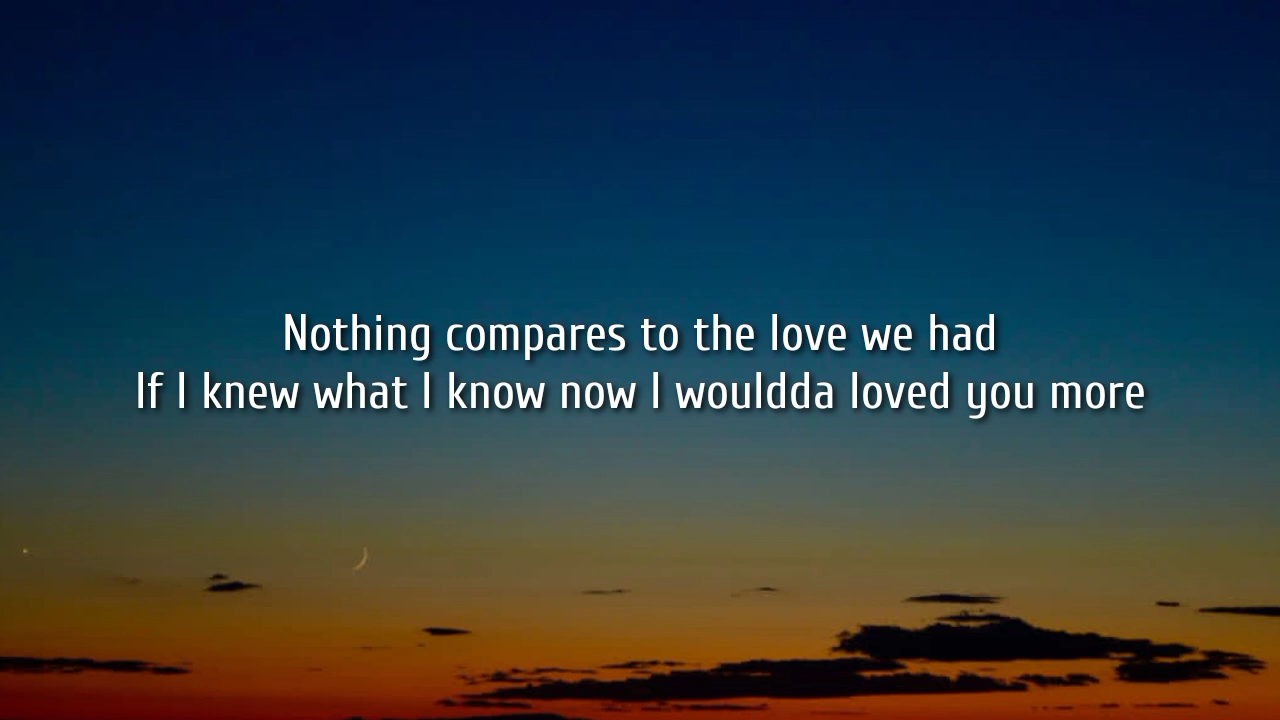 Nothing compares to the love we had
If I knew what I know now I wouldda loved you more